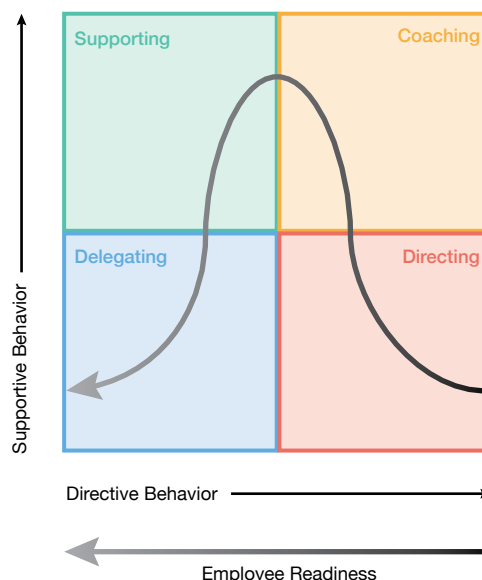 Supporting
Coaching
Delegating
Directing
Supportive Behavior
Directive Behavior
Employee Readiness